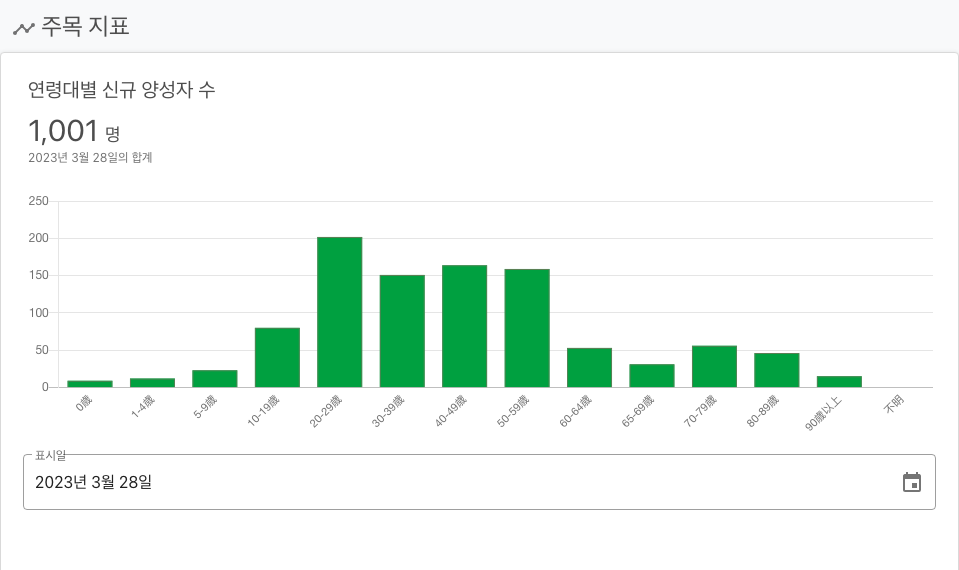 주목 지표
연령대별 신규 양성자 수
1,001 명
2023년 3월 28일의 합계
250
200
150
100
50
0
0歳
1-4歳
5-9歳
10-19歳
20-29歳
30-39歳
40-49歳
50-59歳
60-64歳
65-69歳
70-79歳
80-89歳
90歳以上
不明
표시일
2023년 3월 28일